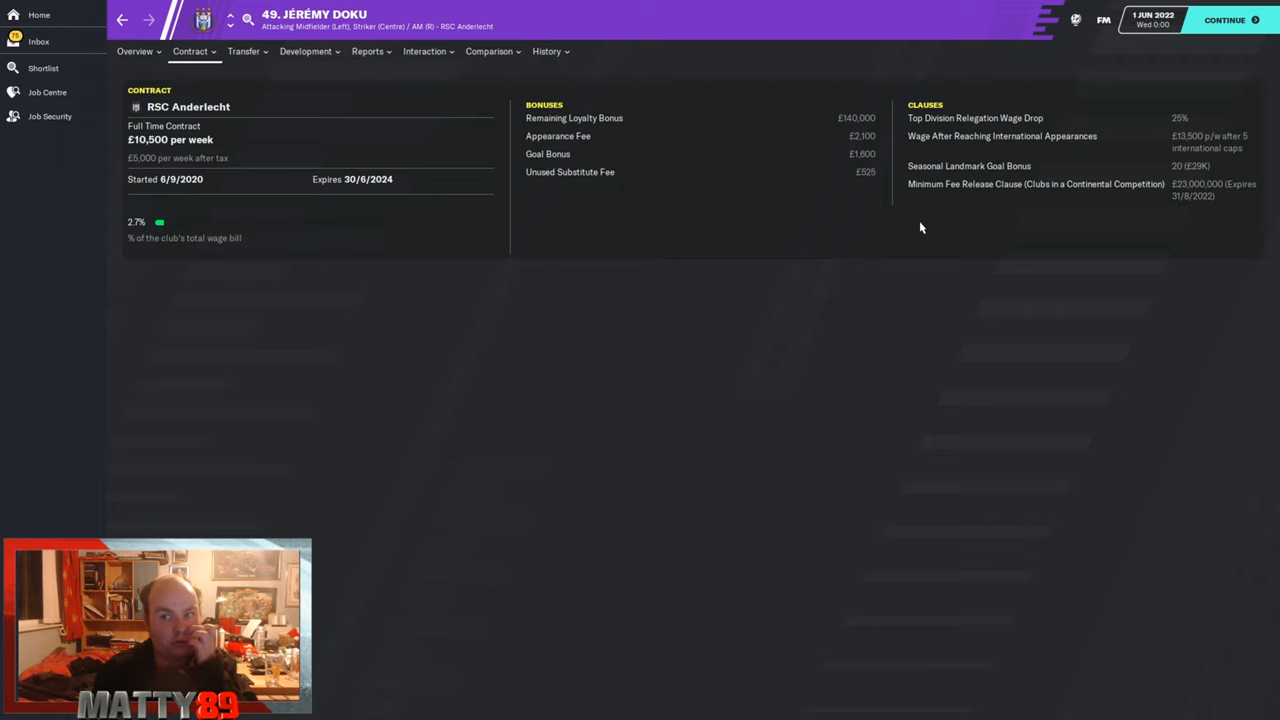 Home
75
Inbox
Shortlist
Job Centre
Job Security
49. JÉRÉMY DOKU
Attacking Midfielder (Left), Striker (Centre) / AM (R) - RSC Anderlecht
FM
1 JUN 2022
Wed 0:00
CONTINUE
Overview
Contract
Transfer
Development
Reports
Interaction
Comparison
History
CONTRACT
RSC Anderlecht
Full Time Contract
£10,500 per week
£5,000 per week after tax
Started 6/9/2020 Expires 30/6/2024
2.7%
% of the club's total wage bill
BONUSES
Remaining Loyalty Bonus £140,000
Appearance Fee £2,100
Goal Bonus £1,600
Unused Substitute Fee £525
CLAUSES
Top Division Relegation Wage Drop 25%
Wage After Reaching International Appearances £13,500 p/w after 5
international caps
Seasonal Landmark Goal Bonus 20 (£29K)
Minimum Fee Release Clause (Clubs in a Continental Competition) £23,000,000 (Expires
31/8/2022)
MATTY89